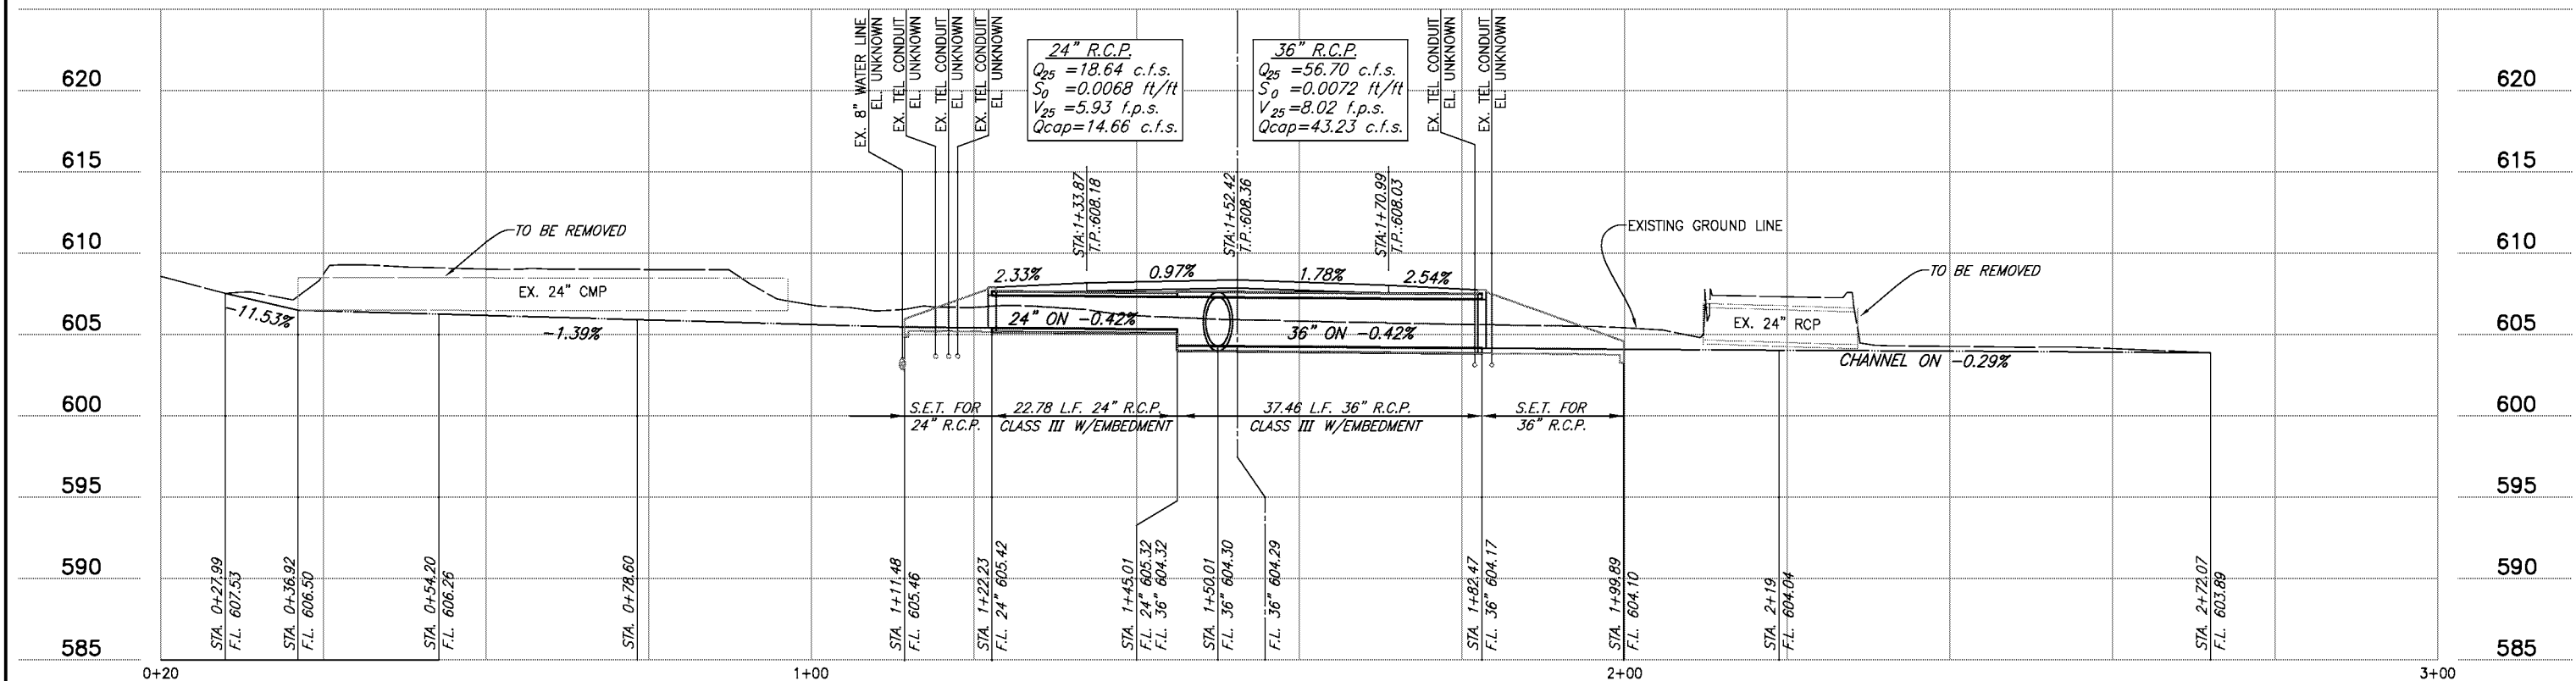 EX. 8" WATER LINE
EL. UNKNOWN
EX. TEL CONDUIT
EL. UNKNOWN
EX. TEL CONDUIT
EL. UNKNOWN
EX. TEL CONDUIT
EL. UNKNOWN
24" R.C.P.
Q25 =18.64 c.f.s.
S0 =0.0068 ft/ft
V25 =5.93 f.p.s.
Qcap=14.66 c.f.s.
36" R.C.P.
Q25 =56.70 c.f.s.
S0 =0.0072 ft/ft
V25 =8.02 f.p.s.
Qcap=43.23 c.f.s.
EX. TEL CONDUIT
EL. UNKNOWN
EX. TEL CONDUIT
EL. UNKNOWN
620
620
615
615
STA:1+33.87
T.P.:608.18
STA:1+52.42
T.P.:608.36
STA:1+70.99
T.P.:608.03
610
610
TO BE REMOVED
EXISTING GROUND LINE
TO BE REMOVED
2.33%
0.97%
1.78%
2.54%
EX. 24" CMP
-11.53%
-1.39%
24" ON -0.42%
36" ON -0.42%
EX. 24" RCP
605
605
CHANNEL ON -0.29%
600
600
S.E.T. FOR
24" R.C.P.
22.78 L.F. 24" R.C.P.
CLASS III W/EMBEDMENT
37.46 L.F. 36" R.C.P.
CLASS III W/EMBEDMENT
S.E.T. FOR
36" R.C.P.
595
595
590
590
STA. 0+27.99
F.L. 607.53
STA. 0+36.92
F.L. 606.50
STA. 0+54.20
F.L. 606.26
STA. 0+78.60
STA. 1+11.48
F.L. 605.46
STA. 1+22.23
F.L. 24" 605.42
STA. 1+45.01
F.L. 24" 605.32
F.L. 36" 604.32
STA. 1+50.01
F.L. 36" 604.30
F.L. 36" 604.29
STA. 1+82.47
F.L. 36" 604.17
STA. 1+99.89
F.L. 604.10
STA. 2+19
F.L. 604.04
STA. 2+72.07
F.L. 603.89
585
585
0+20
1+00
2+00
3+00